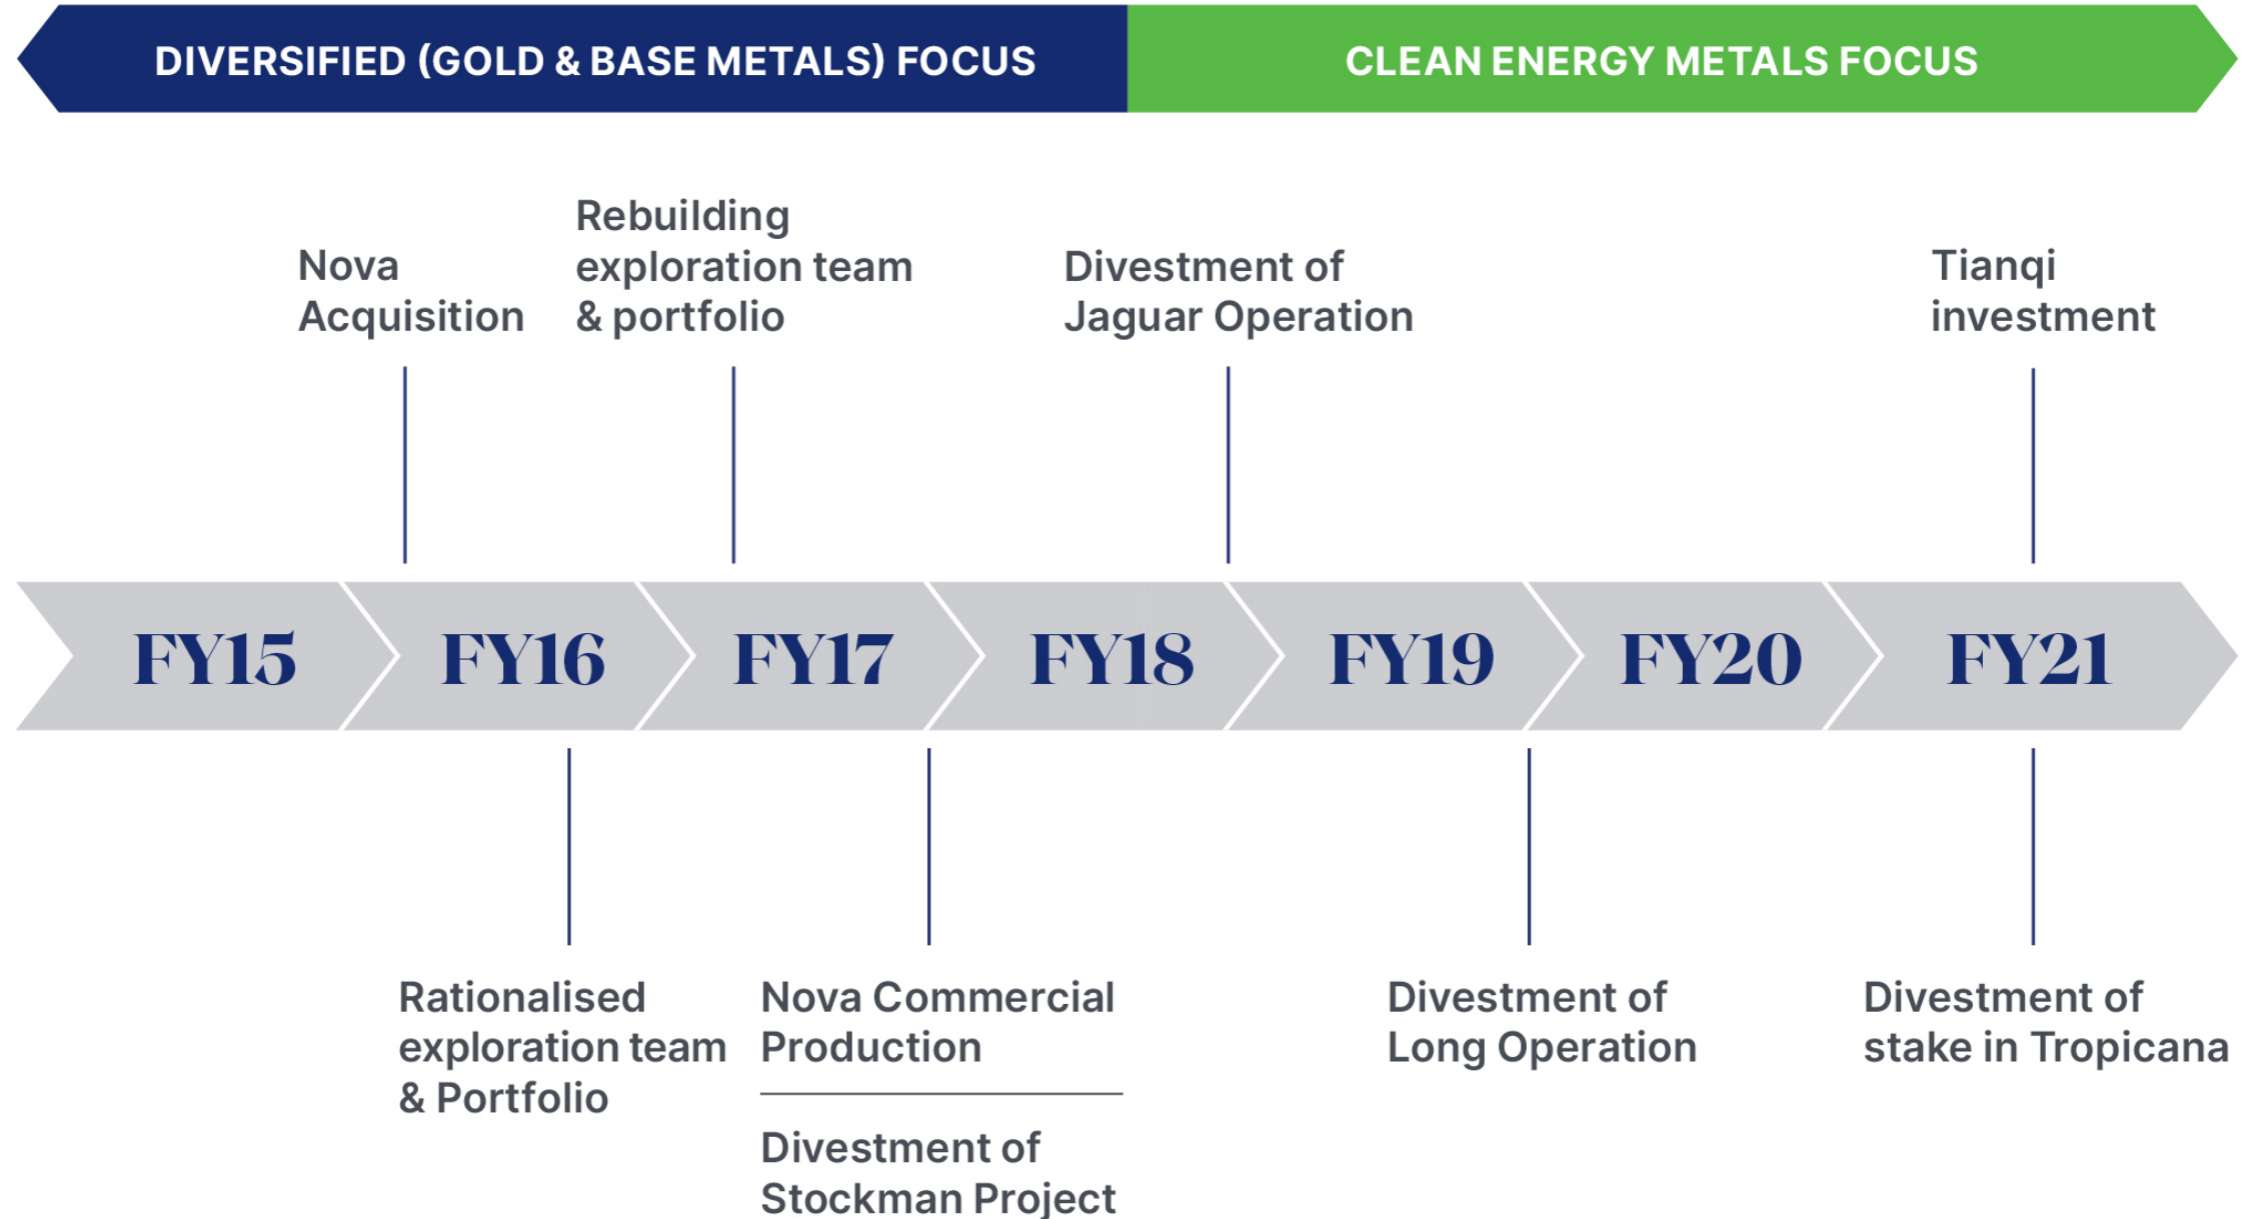 DIVERSIFIED (GOLD & BASE METALS) FOCUS
CLEAN ENERGY METALS FOCUS
Nova
Acquisition
Rebuilding
exploration team
& portfolio
Divestment of
Jaguar Operation
Tianqi
investment
FY15
FY16
FY17
FY18
FY19
FY20
FY21
Rationalised
exploration team
& Portfolio
Nova Commercial
Production
Divestment of
Stockman Project
Divestment of
Long Operation
Divestment of
stake in Tropicana